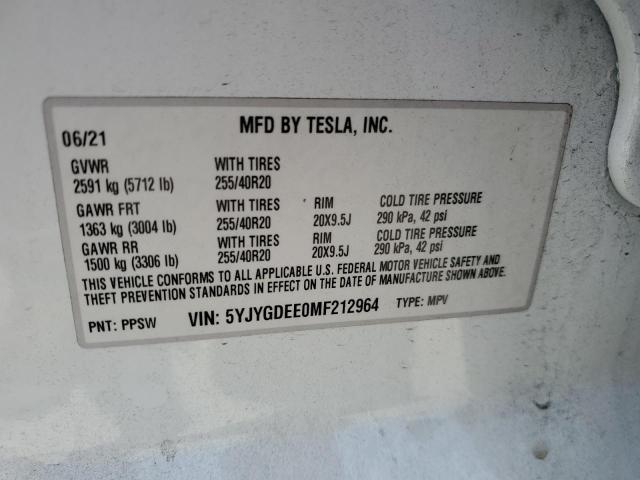 06/21 MFD BY TESLA, INC.
GVWR WITH TIRES
2591 kg (5712 lb) 255/40R20
GAWR FRT WITH TIRES RIM COLD TIRE PRESSURE
1363 kg (3004 lb) 255/40R20 20X9.5J 290 kPa, 42 psi
GAWR RR WITH TIRES RIM COLD TIRE PRESSURE
1500 kg (3306 lb) 255/40R20 20X9.5J 290 kPa, 42 psi
THIS VEHICLE CONFORMS TO ALL APPLICABLE U.S. FEDERAL MOTOR VEHICLE SAFETY AND
THEFT PREVENTION STANDARDS IN EFFECT ON THE DATE OF MANUFACTURE SHOWN ABOVE.
PNT: PPSW VIN: 5YJYGDEE0MF212964 TYPE: MPV